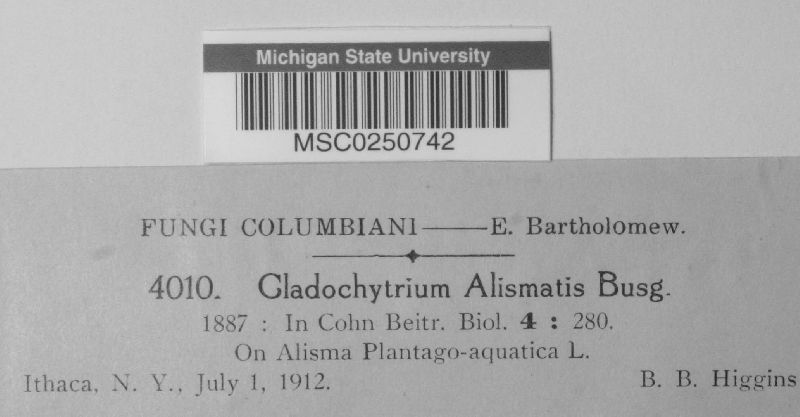 Michigan State University
MSC0250742
FUNGI COLUMBIANI——E. Bartholomew.
4010. Cladochytrium Alismatis Busg.
1887 : In Cohn Beitr. Biol. 4 : 280.
On Alisma Plantago-aquatica L.
Ithaca, N. Y., July 1, 1912. B. B. Higgins